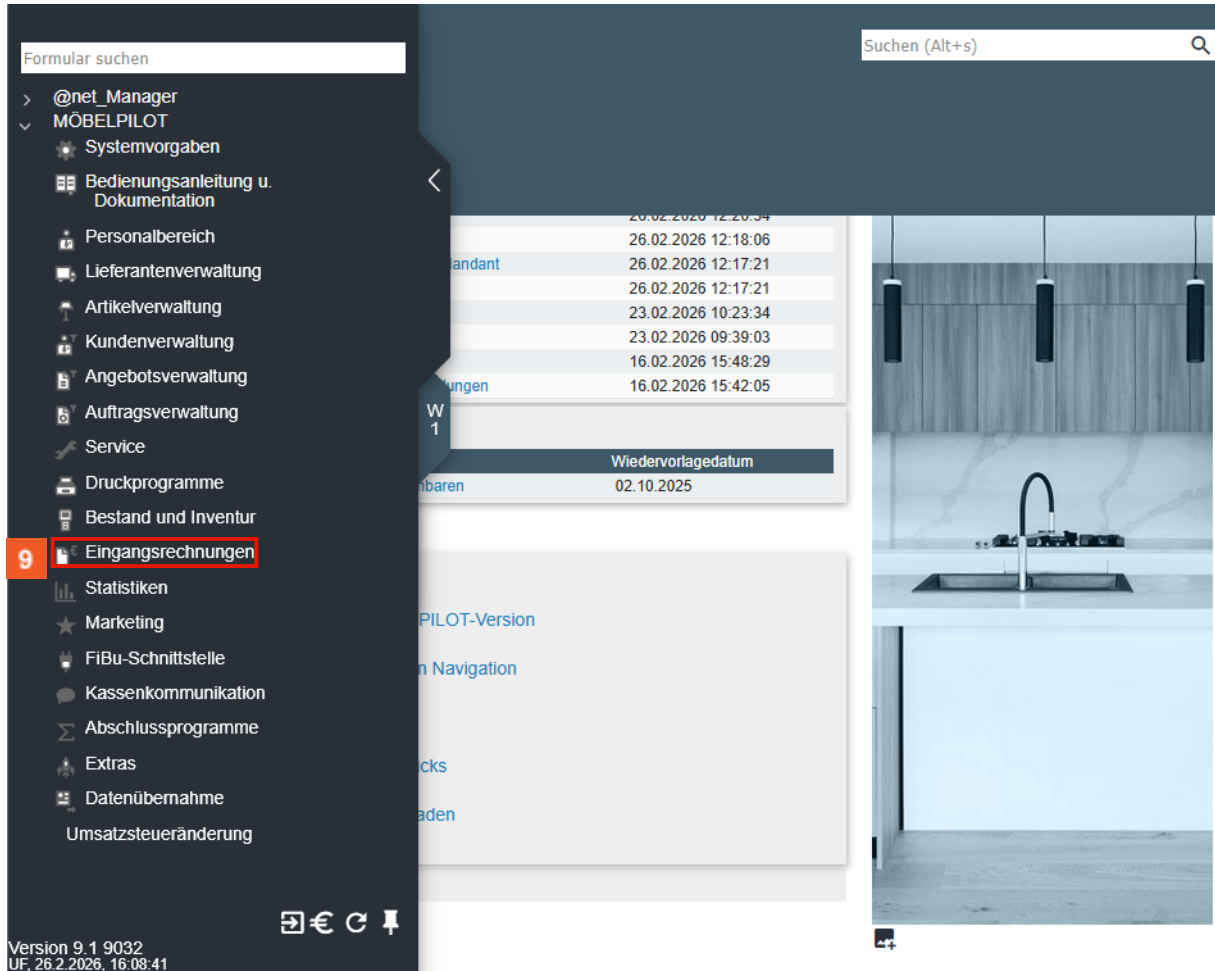 Formular suchen
Suchen (Alt+s)
@net_Manager
MÖBELPILOT
Systemvorgaben
Bedienungsanleitung u.
Dokumentation
Personalbereich
Lieferantenverwaltung
Artikelverwaltung
Kundenverwaltung
Angebotsverwaltung
Auftragsverwaltung
Service
Druckprogramme
Bestand und Inventur
9 Eingangsrechnungen
Statistiken
Marketing
FiBu-Schnittstelle
Kassenkommunikation
Abschlussprogramme
Extras
Datenübernahme
Umsatzsteueränderung
Version 9.1 9032
UF, 26.2.2026, 16:08:41
W
1
26.02.2026 12:18:06
andant 26.02.2026 12:17:21
26.02.2026 12:17:21
23.02.2026 10:23:34
23.02.2026 09:39:03
16.02.2026 15:48:29
ungen 16.02.2026 15:42:05
Wiedervorlagedatum
baren 02.10.2025
PILOT-Version
n Navigation
cks
aden